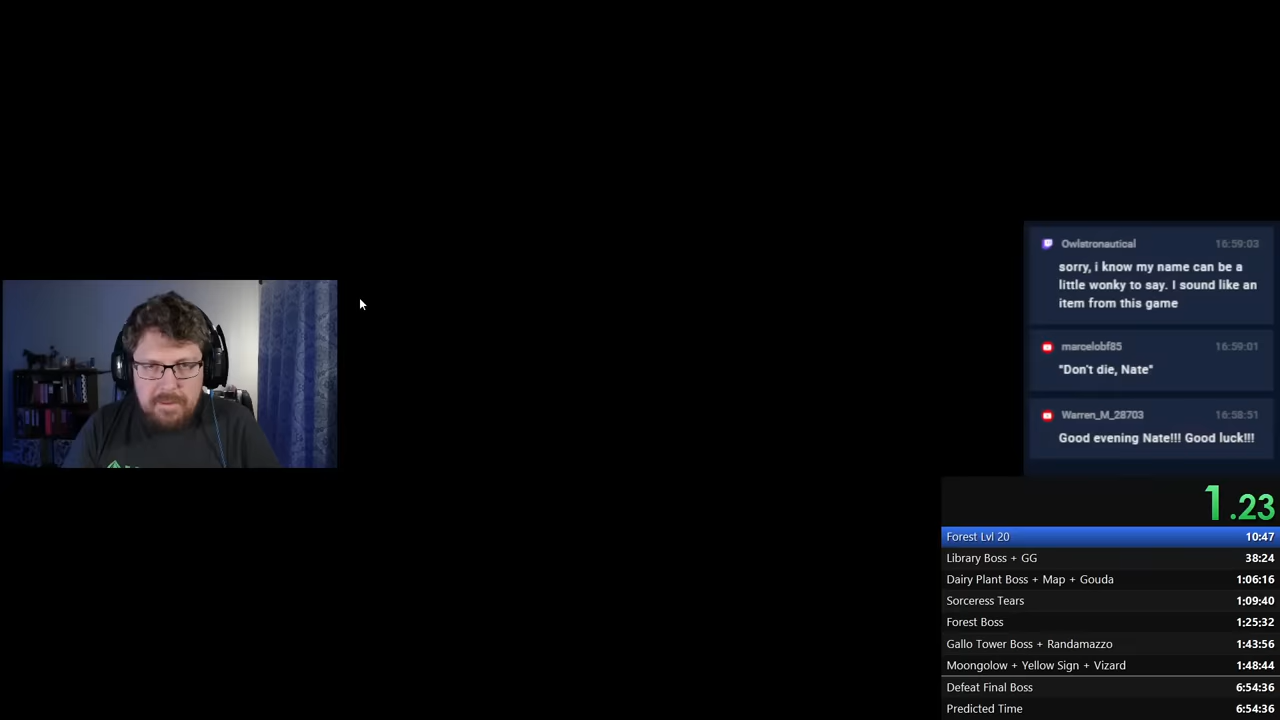 Owlstronautical 16:59:03
sorry, i know my name can be a
little wonky to say. I sound like an
item from this game
marcelobf85 16:59:01
"Don't die, Nate"
Warren_M_28703 16:58:51
Good evening Nate!!! Good luck!!!
1.23
Forest Lvl 20 10:47
Library Boss + GG 38:24
Dairy Plant Boss + Map + Gouda 1:06:16
Sorceress Tears 1:09:40
Forest Boss 1:25:32
Gallo Tower Boss + Randamazzo 1:43:56
Moongolow + Yellow Sign + Vizard 1:48:44
Defeat Final Boss 6:54:36
Predicted Time 6:54:36